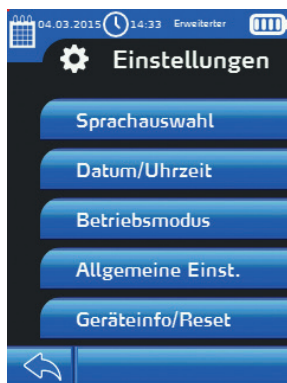 04.03.2015 14:33 Erweiterter
Einstellungen
Sprachauswahl
Datum/Uhrzeit
Betriebsmodus
Allgemeine Einst.
Geräteinfo/Reset